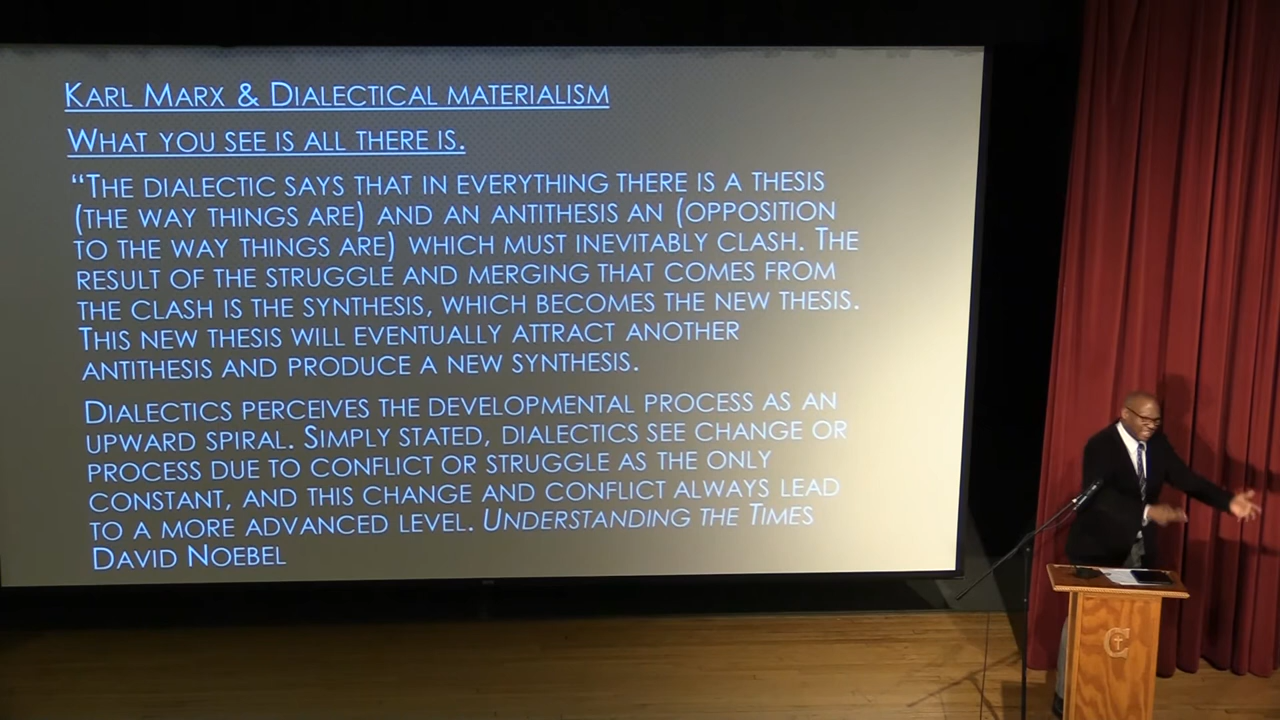 KARL MARX & DIALECTICAL MATERIALISM
WHAT YOU SEE IS ALL THERE IS.
“THE DIALECTIC SAYS THAT IN EVERYTHING THERE IS A THESIS
(THE WAY THINGS ARE) AND AN ANTITHESIS AN (OPPOSITION
TO THE WAY THINGS ARE) WHICH MUST INEVITABLY CLASH. THE
RESULT OF THE STRUGGLE AND MERGING THAT COMES FROM
THE CLASH IS THE SYNTHESIS, WHICH BECOMES THE NEW THESIS.
THIS NEW THESIS WILL EVENTUALLY ATTRACT ANOTHER
ANTITHESIS AND PRODUCE A NEW SYNTHESIS.
DIALECTICS PERCEIVES THE DEVELOPMENTAL PROCESS AS AN
UPWARD SPIRAL. SIMPLY STATED, DIALECTICS SEE CHANGE OR
PROCESS DUE TO CONFLICT OR STRUGGLE AS THE ONLY
CONSTANT, AND THIS CHANGE AND CONFLICT ALWAYS LEAD
TO A MORE ADVANCED LEVEL. UNDERSTANDING THE TIMES
DAVID NOEBEL
C